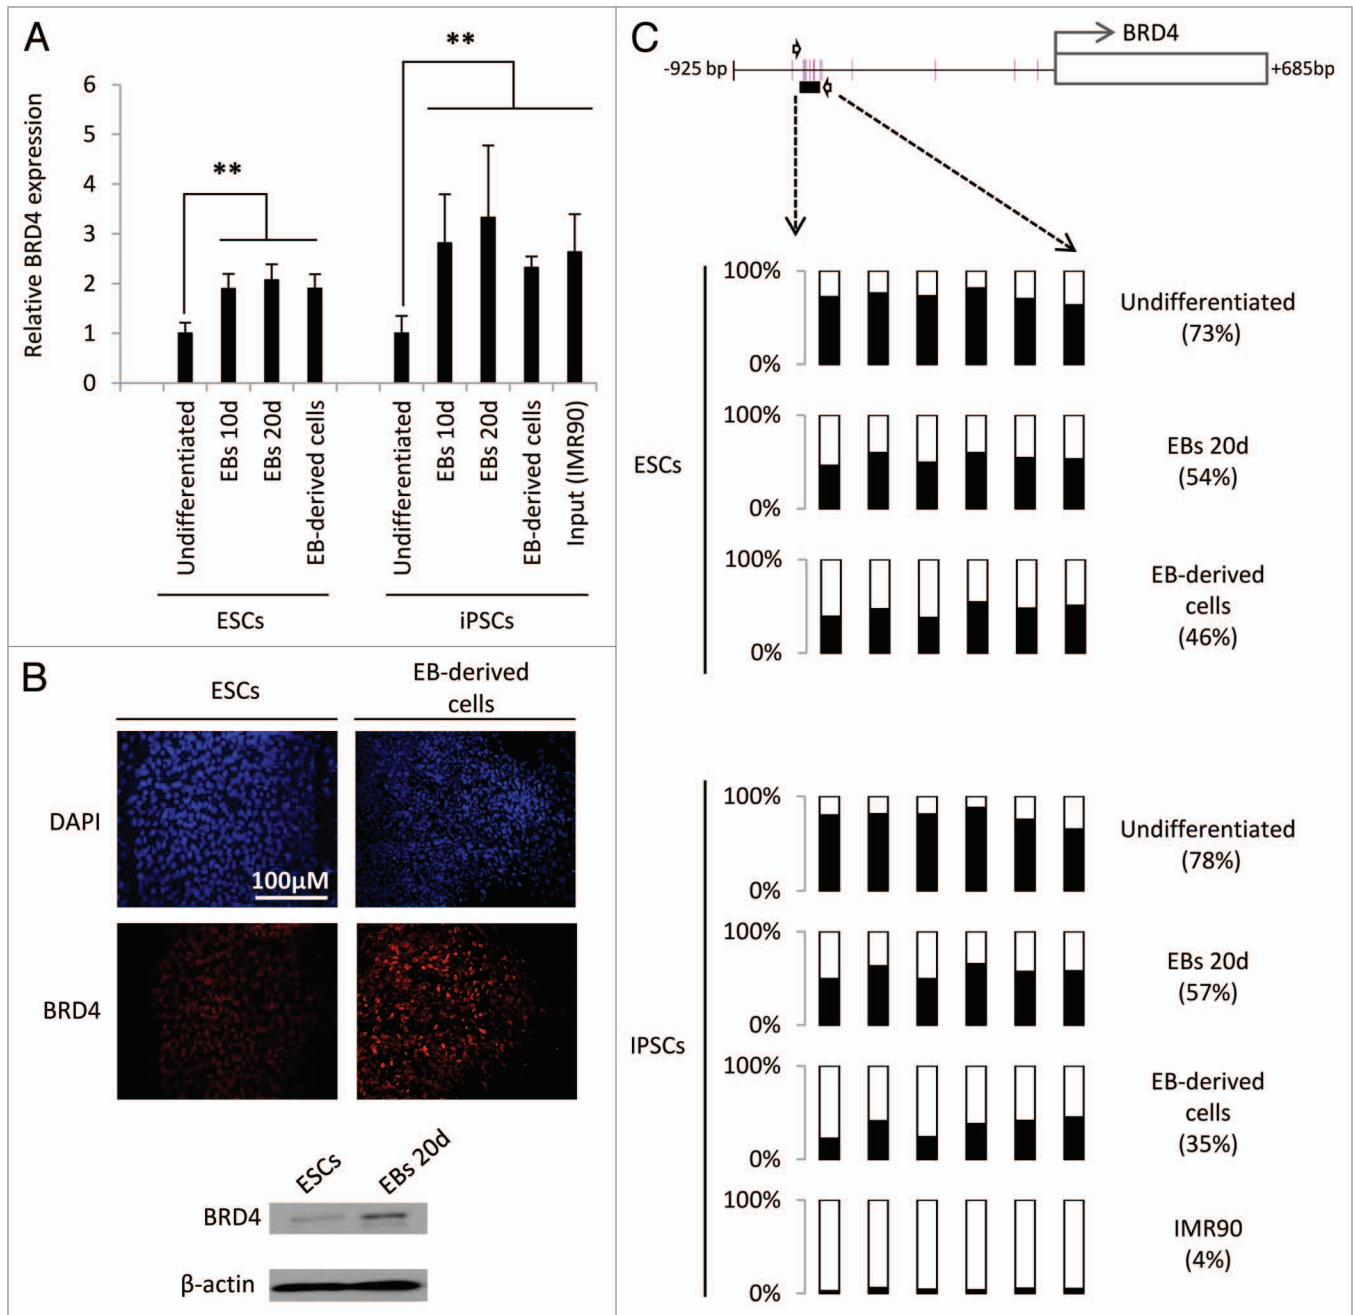 A
**
**
Relative BRD4 expression
6
5
4
3
2
1
0
Undifferentiated
EBs 10d
EBs 20d
EB-derived cells
Undifferentiated
EBs 10d
EBs 20d
EB-derived cells
Input (IMR90)
ESCs
iPSCs
B
ESCs
EB-derived
cells
DAPI
100µM
BRD4
ESCs
EBs 20d
BRD4
β-actin
C
BRD4
-925 bp
+685bp
ESCs
100%
0%
Undifferentiated
(73%)
100%
0%
EBs 20d
(54%)
100%
0%
EB-derived
cells
(46%)
IPSCs
100%
0%
Undifferentiated
(78%)
100%
0%
EBs 20d
(57%)
100%
0%
EB-derived
cells
(35%)
100%
0%
IMR90
(4%)